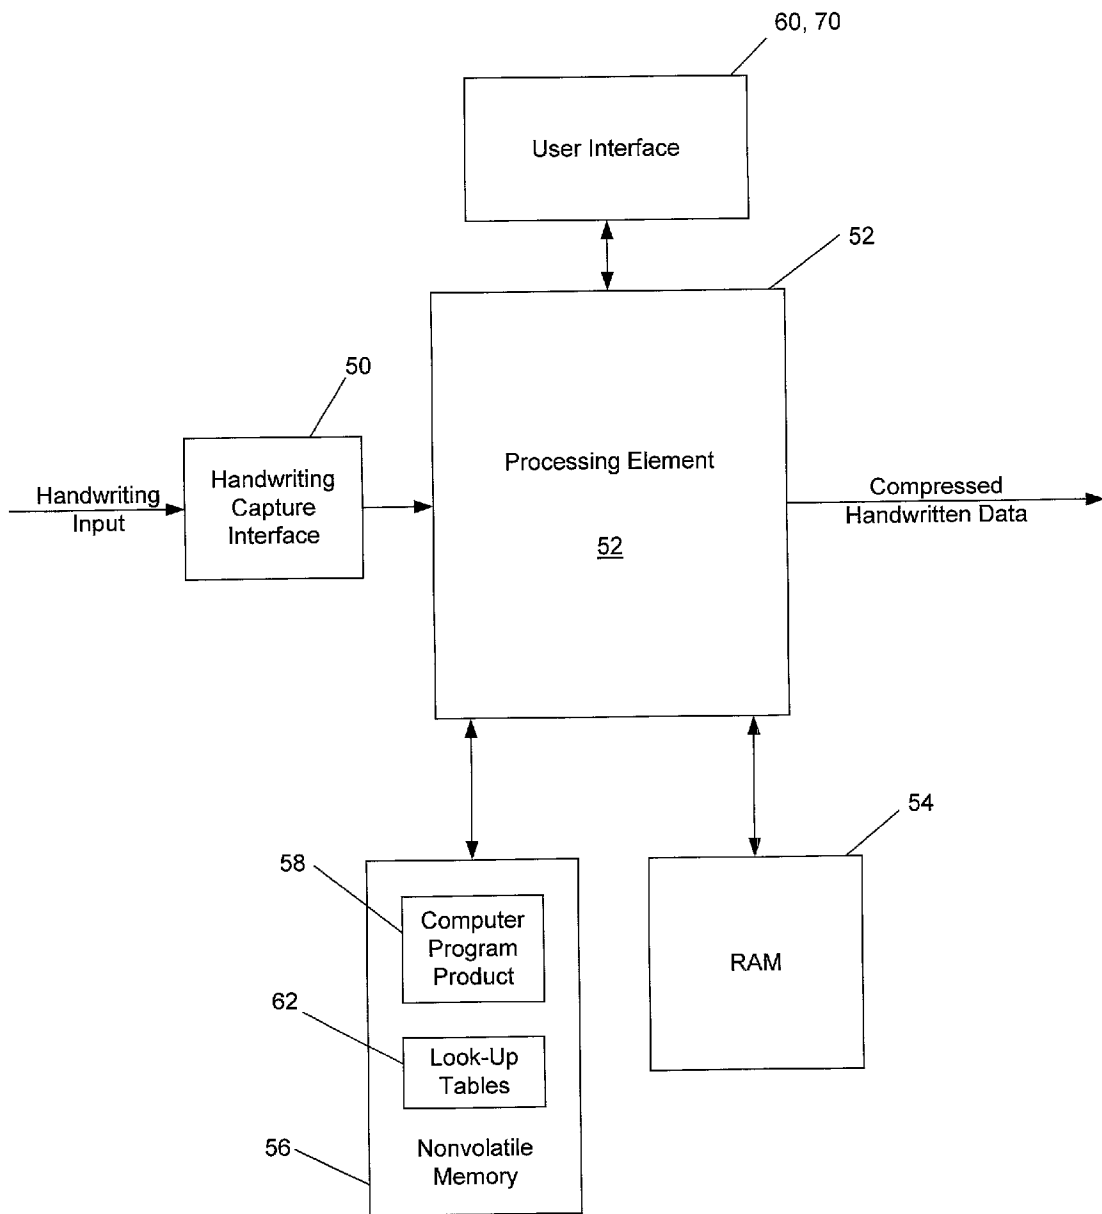 60, 70
User Interface
52
50
Handwriting
Capture
Interface
Handwriting
Input
Processing Element
52
Compressed
Handwritten Data
54
58
Computer
Program
Product
RAM
62
Look-Up
Tables
56
Nonvolatile
Memory